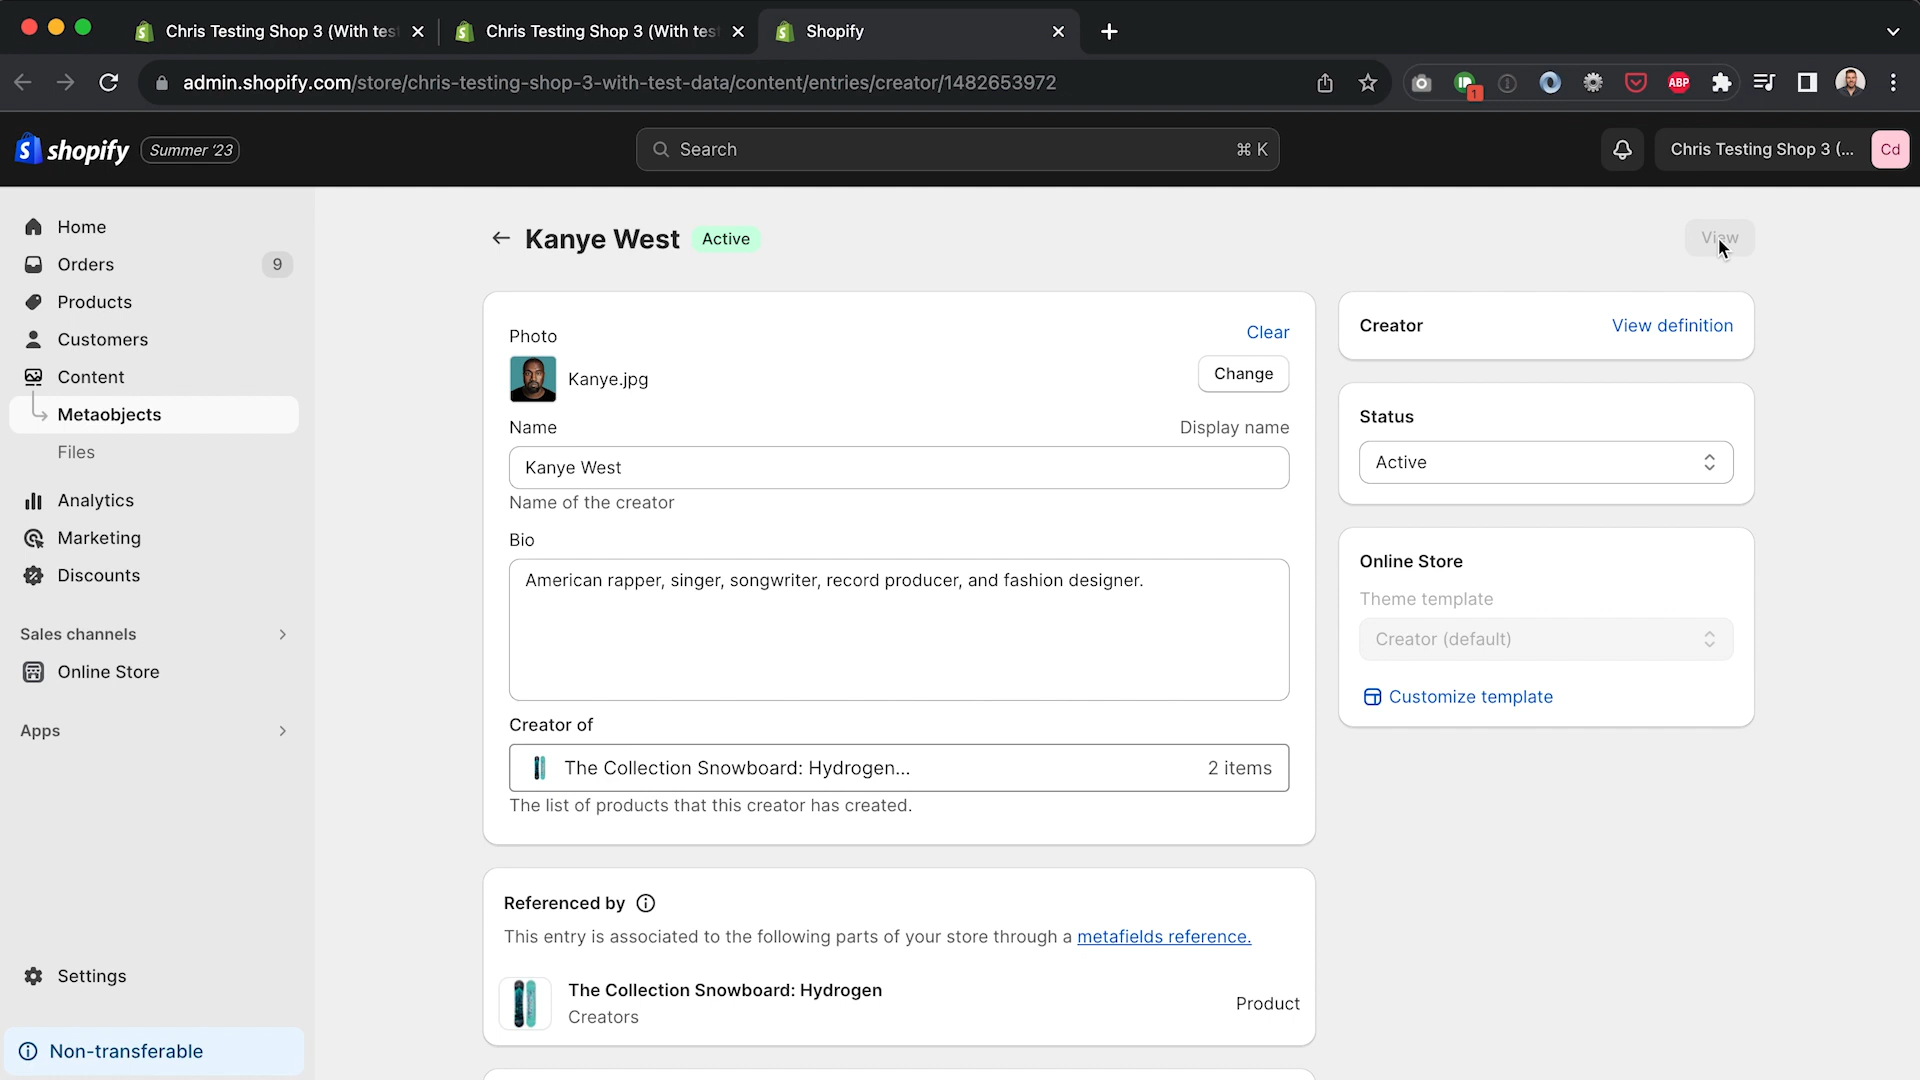 Chris Testing Shop 3 (With tes
Chris Testing Shop 3 (With test
Shopify
admin.shopify.com/store/chris-testing-shop-3-with-test-data/content/entries/creator/1482653972
1
ABP
shopify
Summer '23
Search
⌘ K
Chris Testing Shop 3 (...
Cd
Home
Orders
9
Products
Customers
Content
Metaobjects
Files
Analytics
Marketing
Discounts
Sales channels
Online Store
Apps
Settings
Non-transferable
Kanye West
Active
View
Photo
Clear
Kanye.jpg
Change
Name
Display name
Kanye West
Name of the creator
Bio
American rapper, singer, songwriter, record producer, and fashion designer.
Creator of
The Collection Snowboard: Hydrogen...
2 items
The list of products that this creator has created.
Referenced by
This entry is associated to the following parts of your store through a metafields reference.
The Collection Snowboard: Hydrogen
Creators
Product
Creator
View definition
Status
Active
Online Store
Theme template
Creator (default)
Customize template